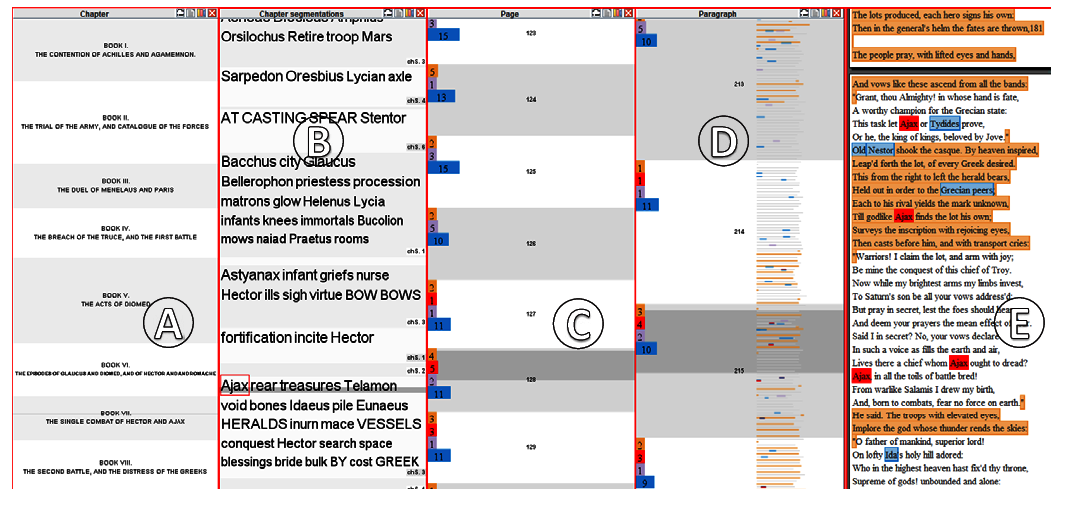 Chapter
BOOK I.
THE CONTENTION OF ACHILLES AND AGAMEMNON.
BOOK II.
THE TRIAL OF THE ARMY, AND CATALOGUE OF THE FORCES
BOOK III.
THE DUEL OF MENELAUS AND PARIS
BOOK IV.
THE BREACH OF THE TRUCE, AND THE FIRST BATTLE
BOOK V.
THE ACTS OF DIOMED
A
BOOK VI.
THE EPISODES OF GLAUCUS AND DIOMED, AND OF HECTOR AND ANDROMACHE
BOOK VII.
THE SINGLE COMBAT OF HECTOR AND AJAX
BOOK VIII.
THE SECOND BATTLE, AND THE DISTRESS OF THE GREEKS
Chapter segmentations
Orsilochus Retire troop Mars
chS. 3
Sarpedon Oresbius Lycian axle
chS. 4
AT CASTING SPEAR Stentor
B
Bacchus city Glaucus
Bellerophon priestess procession
matrons glow Helenus Lycia
infants knees immortals Bucolion
mows naiad Praetus rooms
chS. 1
Astyanax infant griefs nurse
Hector ills sigh virtue BOW BOWS
chS. 3
fortification incite Hector
chS. 1
chS. 2
Ajax rear treasures Telamon
void bones Idaeus pile Eunaeus
HERALDS inurn mace VESSELS
conquest Hector search space
blessings bride bulk BY cost GREEK
chS. 3
chS. 4
Page
3
15
123
5
1
13
124
2
3
15
125
2
5
10
126
2
1
11
127
C
4
5
2
11
128
3
3
1
11
129
Paragraph
5
10
213
D
1
1
1
11
214
3
4
2
10
215
2
3
1
9
The lots produced, each hero signs his own:
Then in the general's helm the fates are thrown,181
The people pray, with lifted eyes and hands,
And vows like these ascend from all the bands:
"Grant, thou Almighty! in whose hand is fate,
A worthy champion for the Grecian state:
This task let Ajax or Tydides prove,
Or he, the king of kings, beloved by Jove."
Old Nestor shook the casque. By heaven inspired,
Leap'd forth the lot, of every Greek desired.
This from the right to left the herald bears,
Held out in order to the Grecian peers;
Each to his rival yields the mark unknown,
Till godlike Ajax finds the lot his own;
Surveys the inscription with rejoicing eyes,
Then casts before him, and with transport cries:
"Warriors! I claim the lot, and arm with joy;
Be mine the conquest of this chief of Troy.
Now while my brightest arms my limbs invest,
To Saturn's son be all your vows address'd:
But pray in secret, lest the foes should hear
And deem your prayers the mean effect of
E
Said I in secret? No, your vows declare
In such a voice as fills the earth and air,
Lives there a chief whom Ajax ought to dread?
Ajax, in all the toils of battle bred!
From warlike Salamis I drew my birth,
And, born to combats, fear no force on earth."
He said. The troops with elevated eyes,
Implore the god whose thunder rends the skies:
"O father of mankind, superior lord!
On lofty Ida's holy hill adored:
Who in the highest heaven hast fix'd thy throne,
Supreme of gods! unbounded and alone: